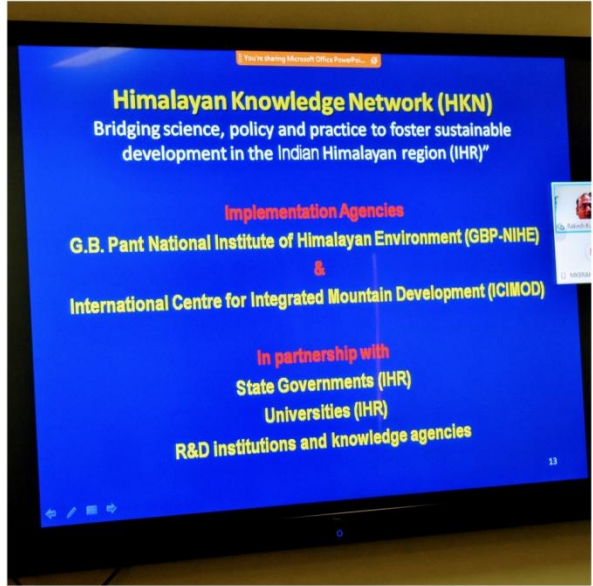 You're sharing Microsoft Office PowerPoi...
Himalayan Knowledge Network (HKN)
Bridging science, policy and practice to foster sustainable
development in the Indian Himalayan region (IHR)"
Implementation Agencies
G.B. Pant National Institute of Himalayan Environment (GBP-NIHE)
&
International Centre for Integrated Mountain Development (ICIMOD)
In partnership with
State Governments (IHR)
Universities (IHR)
R&D institutions and knowledge agencies
13